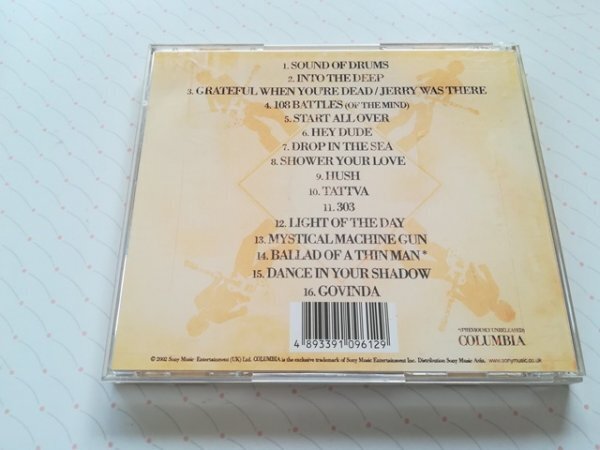 1. SOUND OF DRUMS
2. INTO THE DEEP
3. GRATEFUL WHEN YOURE DEAD / JERRY WAS THERE
4. 108 BATTLES (OF THE MIND)
5. START ALL OVER
6. HEY DUDE
7. DROP IN THE SEA
8. SHOWER YOUR LOVE
9. HUSH
10. TATTVA
11. 303
12. LIGHT OF THE DAY
13. MYSTICAL MACHINE GUN
14. BALLAD OF A THIN MAN *
15. DANCE IN YOUR SHADOW
16. GOVINDA
4 893391 096129
*(PREVIOUSLY UNRELEASED)
COLUMBIA
© 2002 Sony Music Entertainment (UK) Ltd. COLUMBIA is the exclusive trademark of Sony Music Entertainment Inc. Distribution Sony Music Asia. www.sonymusic.co.uk